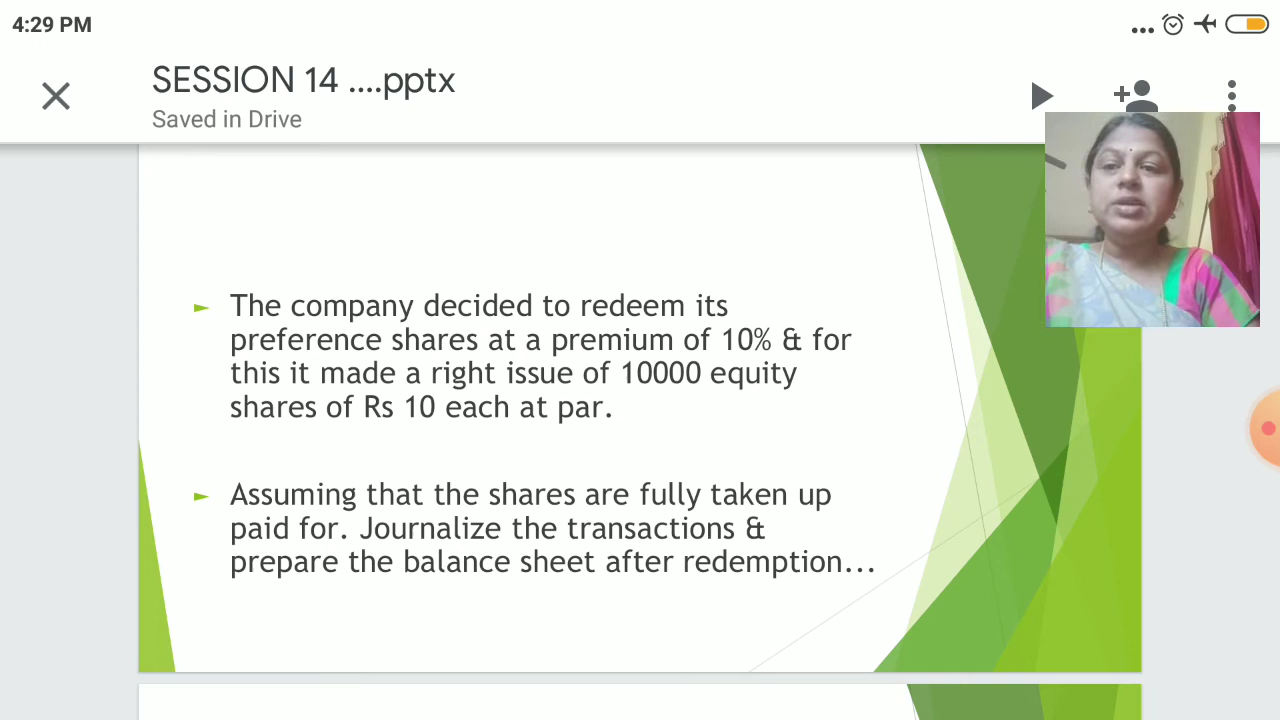 4:29 PM
SESSION 14 ....pptx
Saved in Drive
► The company decided to redeem its
preference shares at a premium of 10% & for
this it made a right issue of 10000 equity
shares of Rs 10 each at par.
► Assuming that the shares are fully taken up
paid for. Journalize the transactions &
prepare the balance sheet after redemption...